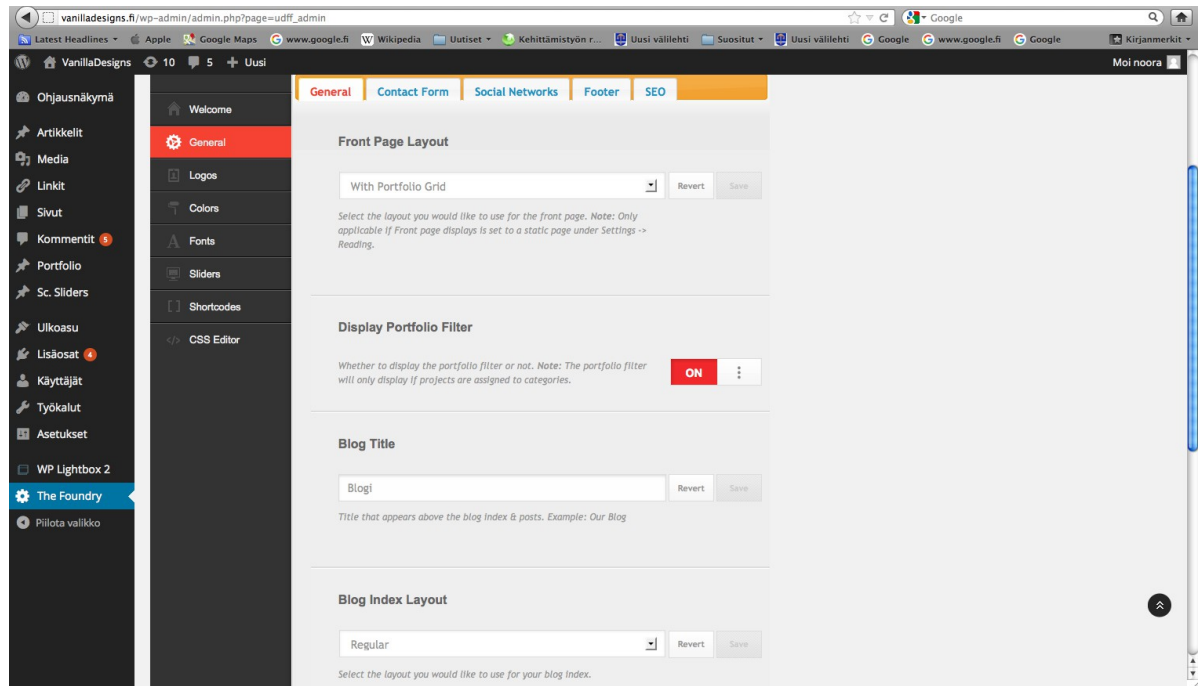 vanilladesigns.fi/wp-admin/admin.php?page=udff_admin
Google
Latest Headlines
Apple
Google Maps
www.google.fi
Wikipedia
Uutiset
Kehittämistyön r...
Uusi välilehti
Suositut
Uusi välilehti
Google
www.google.fi
Google
Kirjanmerkit
VanillaDesigns
10
5
+ Uusi
Moi noora
Ohjausnäkymä
Artikkelit
Media
Linkit
Sivut
Kommentit 5
Portfolio
Sc. Sliders
Ulkoasu
Lisäosat 4
Käyttäjät
Työkalut
Asetukset
WP Lightbox 2
The Foundry
Piilota valikko
Welcome
General
Logos
Colors
Fonts
Sliders
Shortcodes
CSS Editor
General
Contact Form
Social Networks
Footer
SEO
Front Page Layout
With Portfolio Grid
Revert
Save
Select the layout you would like to use for the front page. Note: Only
applicable if Front page displays is set to a static page under Settings ->
Reading.
Display Portfolio Filter
Whether to display the portfolio filter or not. Note: The portfolio filter
will only display if projects are assigned to categories.
ON
Blog Title
Blogi
Revert
Save
Title that appears above the blog index & posts. Example: Our Blog
Blog Index Layout
Regular
Revert
Save
Select the layout you would like to use for your blog index.